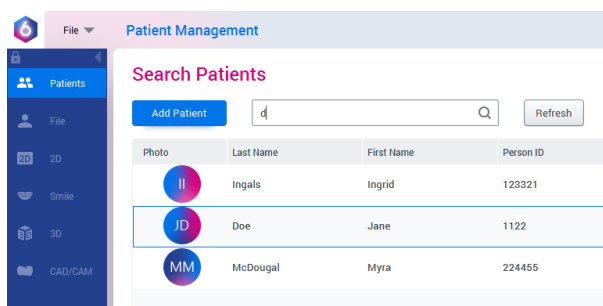 6 File Patient Management
Patients
File
2D 2D
Smile
3D
CAD/CAM
Search Patients
Add Patient d Refresh
Photo Last Name First Name Person ID
II Ingals Ingrid 123321
JD Doe Jane 1122
MM McDougal Myra 224455